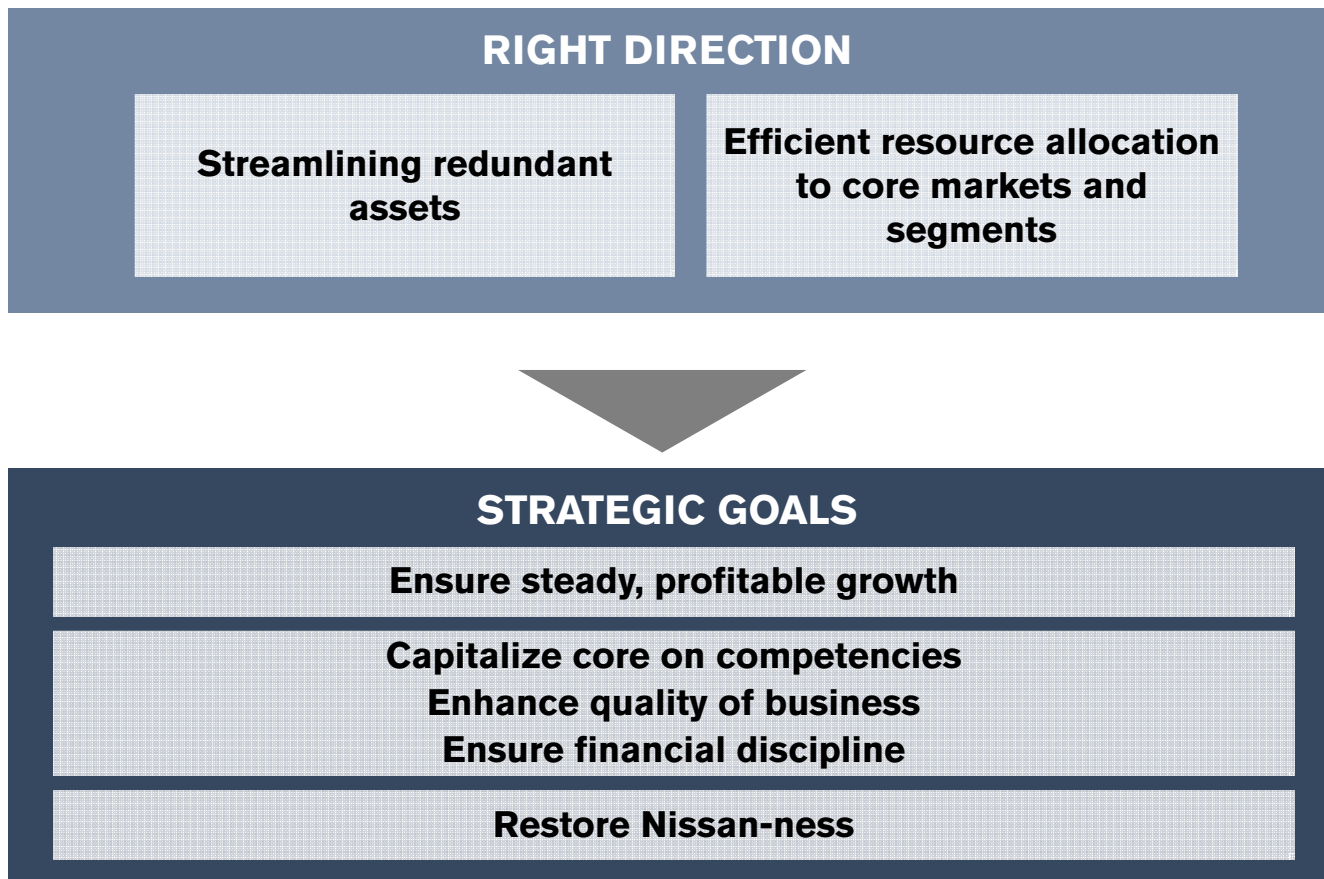 RIGHT DIRECTION
Streamlining redundant
assets
Efficient resource allocation
to core markets and
segments
STRATEGIC GOALS
Ensure steady, profitable growth
Capitalize core on competencies
Enhance quality of business
Ensure financial discipline
Restore Nissan-ness